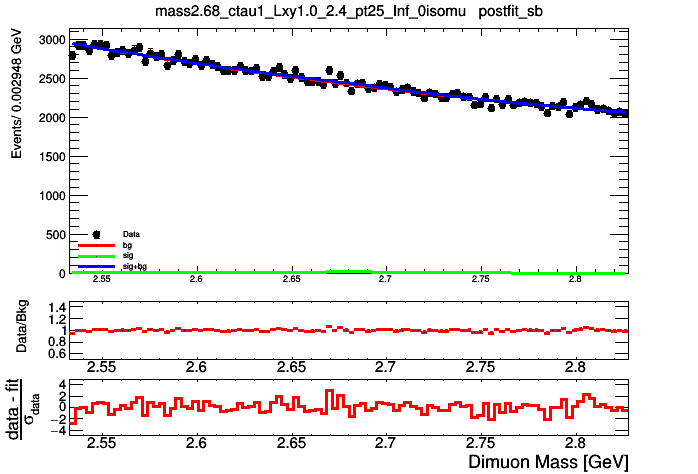 mass2.68_ctau1_Lxy1.0_2.4_pt25_Inf_0isomu postfit_sb
Events/ 0.002948 GeV
3000
2500
2000
1500
1000
500
0
Data
bg
sig
sig+bg
2.55 2.6 2.65 2.7 2.75 2.8
Data/Bkg
1.4
1.2
1
0.8
0.6
2.55 2.6 2.65 2.7 2.75 2.8
data - fit
σdata
4
2
0
−2
−4
2.55 2.6 2.65 2.7 2.75 2.8
Dimuon Mass [GeV]